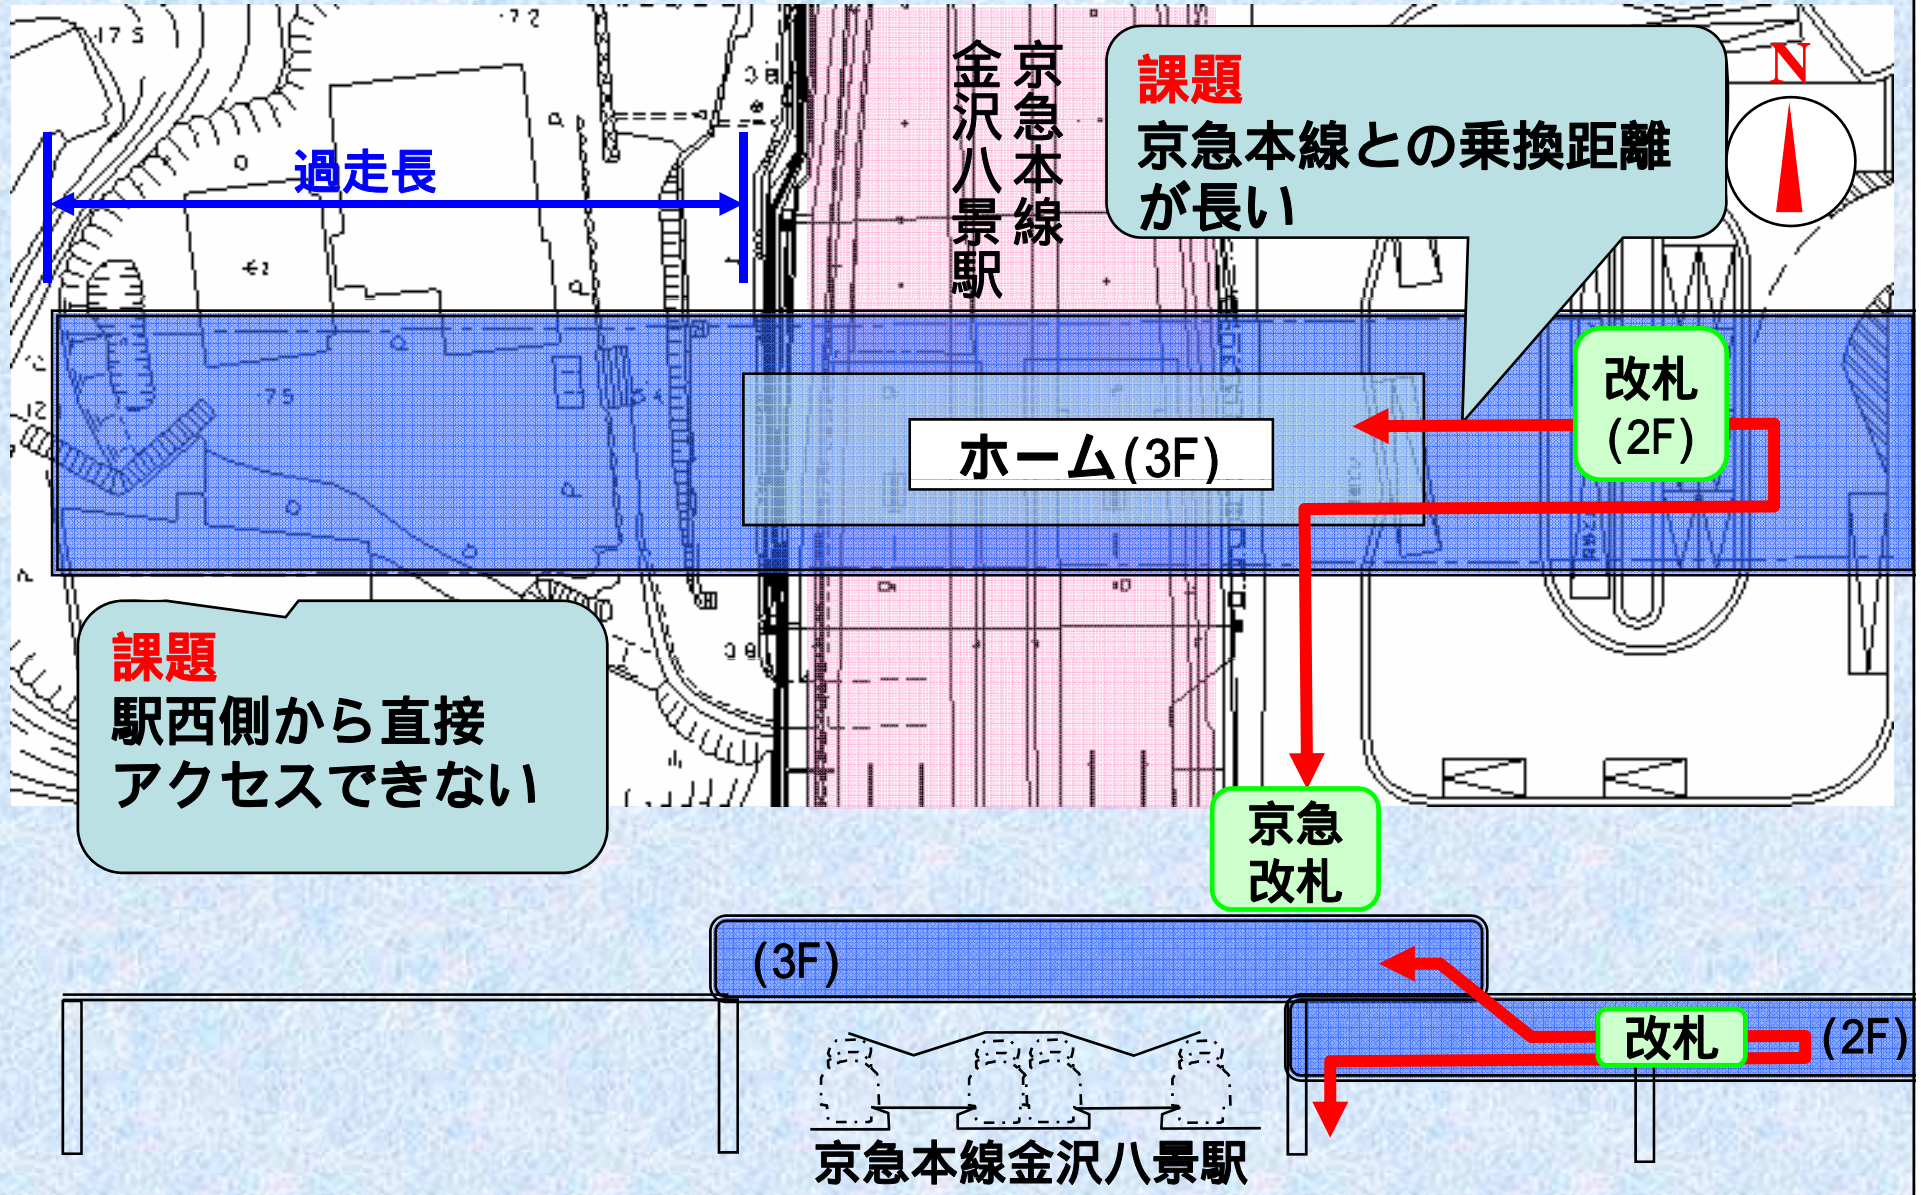 課題
京急本線との乗換距離
が長い
N
京急本線
金沢八景駅
過走長
改札
(2F)
ホーム(3F)
課題
駅西側から直接
アクセスできない
京急
改札
(3F)
改札
(2F)
京急本線金沢八景駅